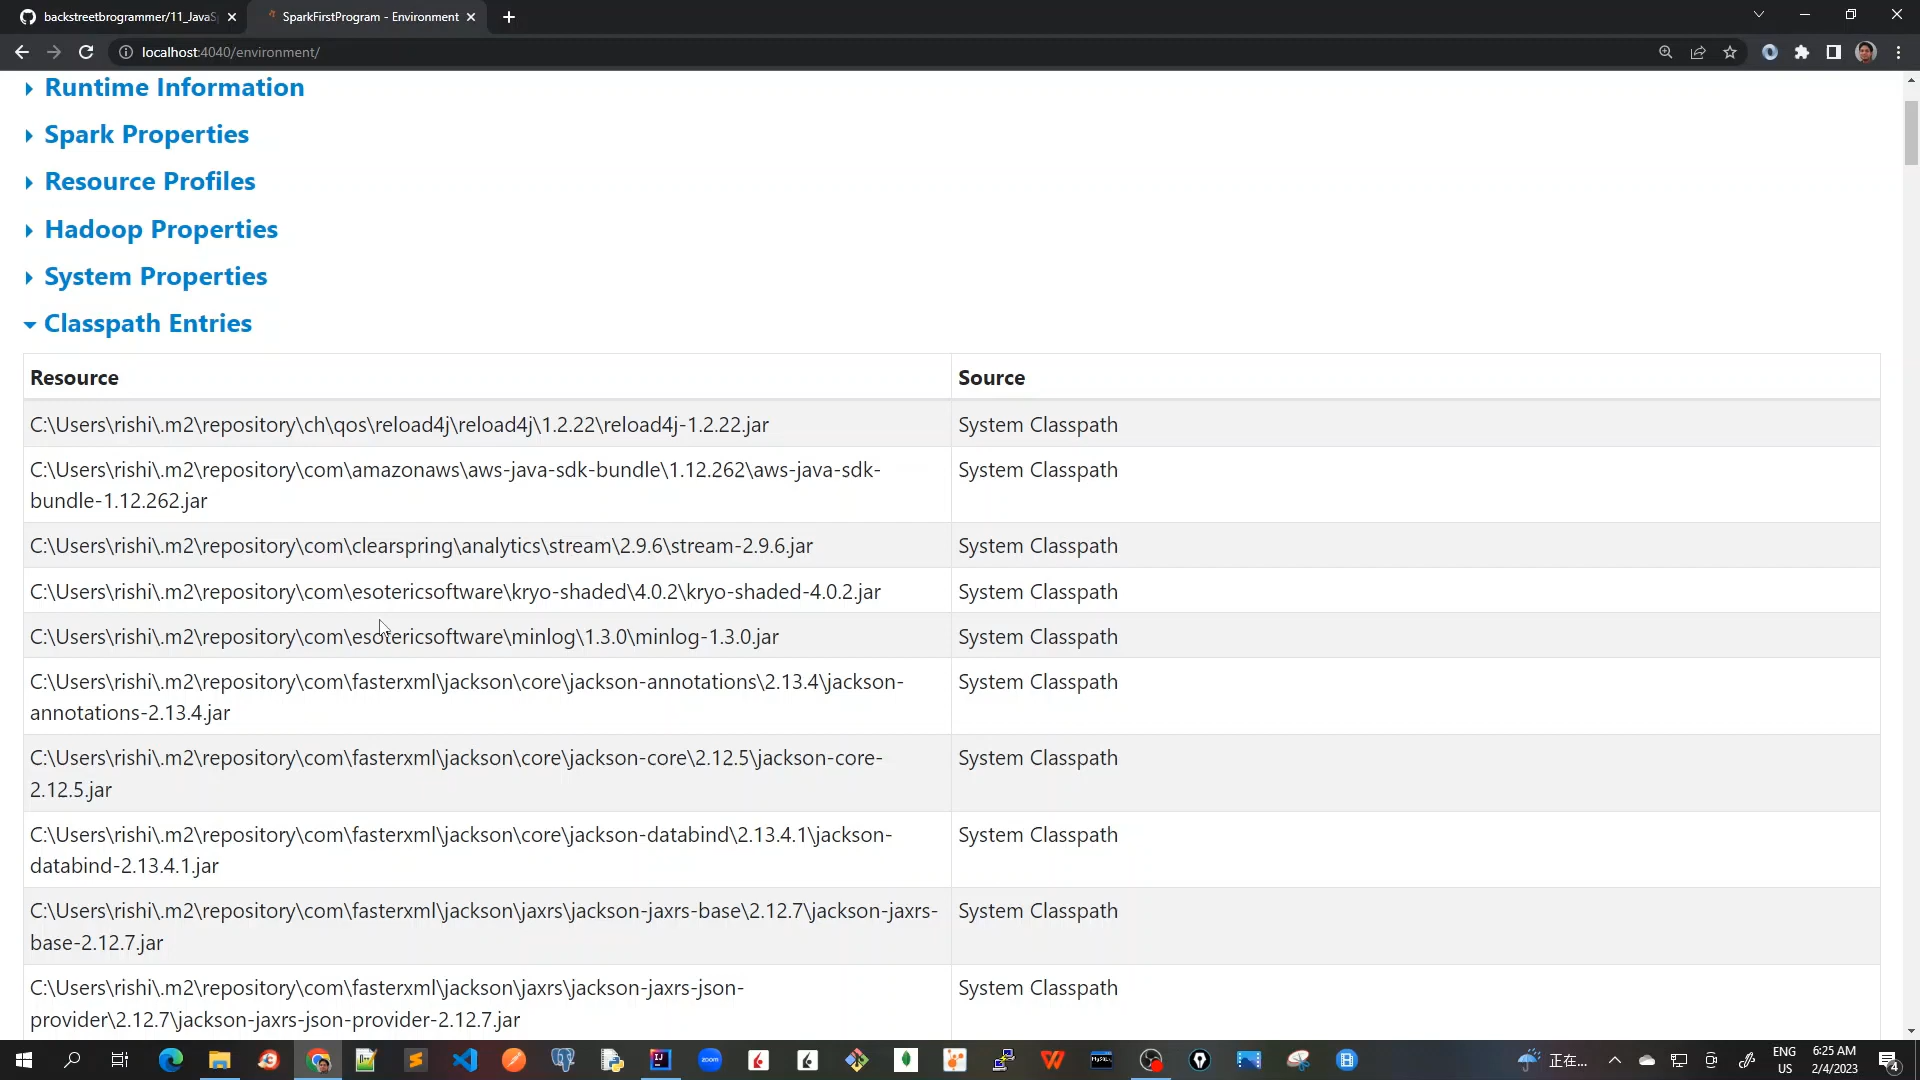 backstreetbrogrammer/11_JavaS
SparkFirstProgram - Environment
localhost:4040/environment/
Runtime Information
Spark Properties
Resource Profiles
Hadoop Properties
System Properties
Classpath Entries
Resource Source
C:\Users\rishi\.m2\repository\ch\qos\reload4j\reload4j\1.2.22\reload4j-1.2.22.jar System Classpath
C:\Users\rishi\.m2\repository\com\amazonaws\aws-java-sdk-bundle\1.12.262\aws-java-sdk- System Classpath
bundle-1.12.262.jar
C:\Users\rishi\.m2\repository\com\clearspring\analytics\stream\2.9.6\stream-2.9.6.jar System Classpath
C:\Users\rishi\.m2\repository\com\esotericsoftware\kryo-shaded\4.0.2\kryo-shaded-4.0.2.jar System Classpath
C:\Users\rishi\.m2\repository\com\esotericsoftware\minlog\1.3.0\minlog-1.3.0.jar System Classpath
C:\Users\rishi\.m2\repository\com\fasterxml\jackson\core\jackson-annotations\2.13.4\jackson- System Classpath
annotations-2.13.4.jar
C:\Users\rishi\.m2\repository\com\fasterxml\jackson\core\jackson-core\2.12.5\jackson-core- System Classpath
2.12.5.jar
C:\Users\rishi\.m2\repository\com\fasterxml\jackson\core\jackson-databind\2.13.4.1\jackson- System Classpath
databind-2.13.4.1.jar
C:\Users\rishi\.m2\repository\com\fasterxml\jackson\jaxrs\jackson-jaxrs-base\2.12.7\jackson-jaxrs- System Classpath
base-2.12.7.jar
C:\Users\rishi\.m2\repository\com\fasterxml\jackson\jaxrs\jackson-jaxrs-json- System Classpath
provider\2.12.7\jackson-jaxrs-json-provider-2.12.7.jar
zoom
正在...
ENG
US
6:25 AM
2/4/2023
4